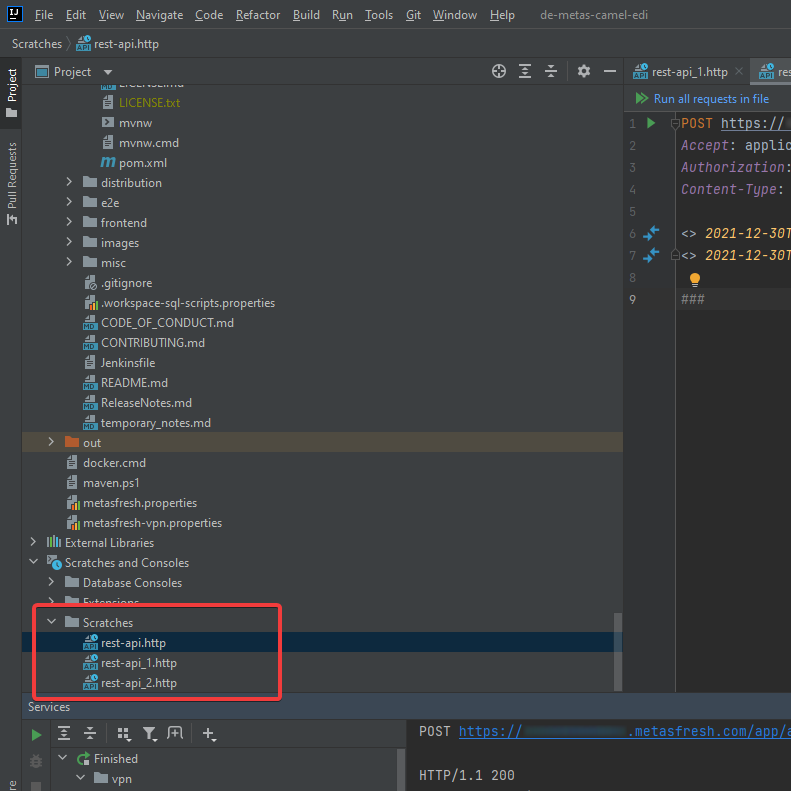 IJ File Edit View Navigate Code Refactor Build Run Tools Git Window Help de-metas-camel-edi
Scratches rest-api.http
Project
Pull Requests
Project
LICENSE.md
LICENSE.txt
mvnw
mvnw.cmd
pom.xml
distribution
e2e
frontend
images
misc
.gitignore
.workspace-sql-scripts.properties
CODE_OF_CONDUCT.md
CONTRIBUTING.md
Jenkinsfile
README.md
ReleaseNotes.md
temporary_notes.md
out
docker.cmd
maven.ps1
metasfresh.properties
metasfresh-vpn.properties
External Libraries
Scratches and Consoles
Database Consoles
Extensions
Scratches
rest-api.http
rest-api_1.http
rest-api_2.http
rest-api_1.http res
Run all requests in file
1 POST https://
2 Accept: applic
3 Authorization:
4 Content-Type:
5
6 <> 2021-12-30T
7 <> 2021-12-30T
8
9 ###
Services
Finished
vpn
POST https:// .metasfresh.com/app/a
HTTP/1.1 200
re